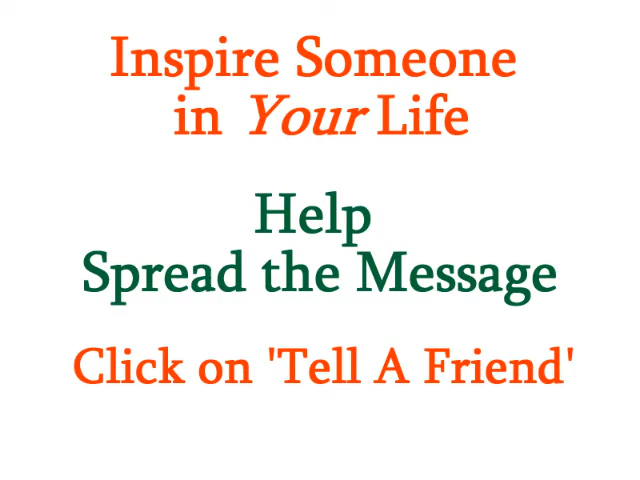 Inspire Someone
in Your Life
Help
Spread the Message
Click on 'Tell A Friend'